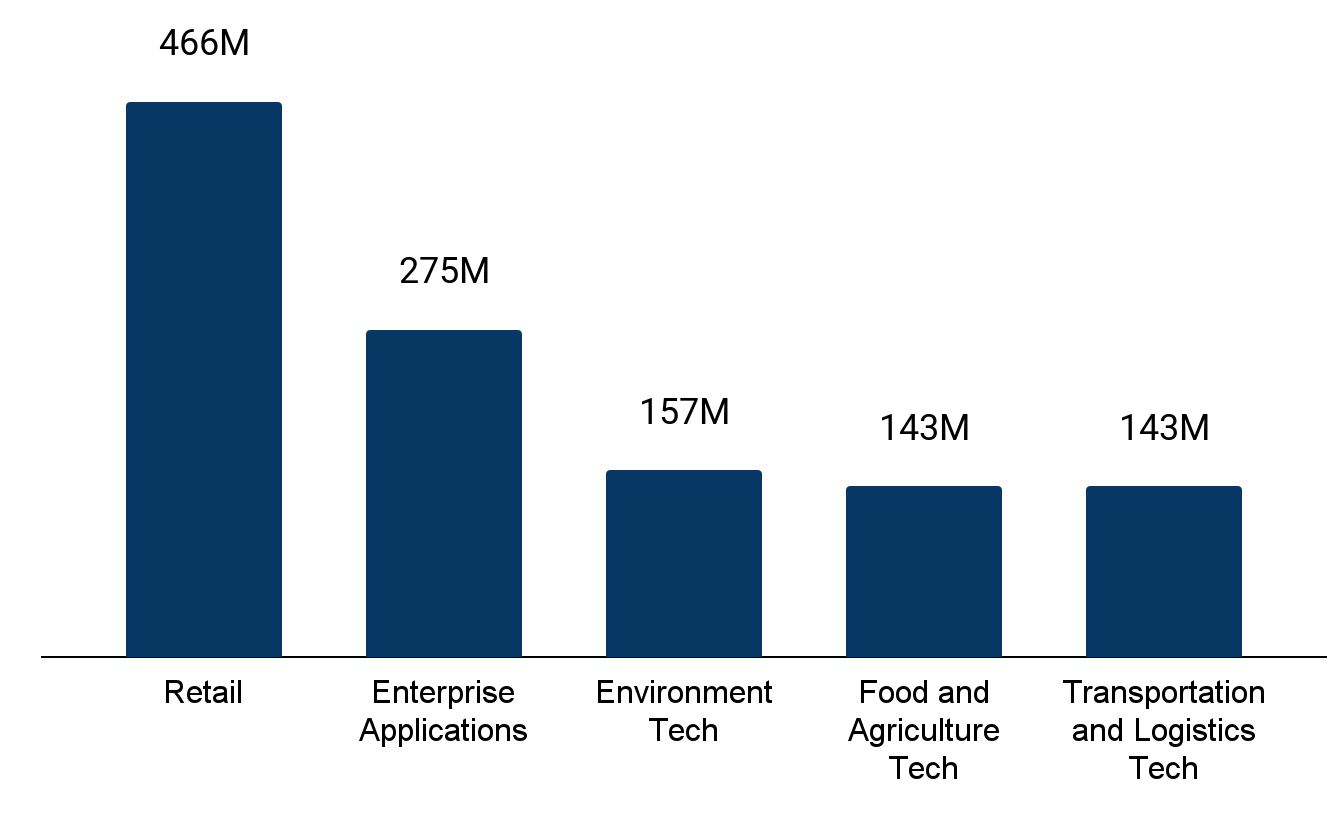 466M
275M
157M
143M
143M
Retail
Enterprise
Applications
Environment
Tech
Food and
Agriculture
Tech
Transportation
and Logistics
Tech